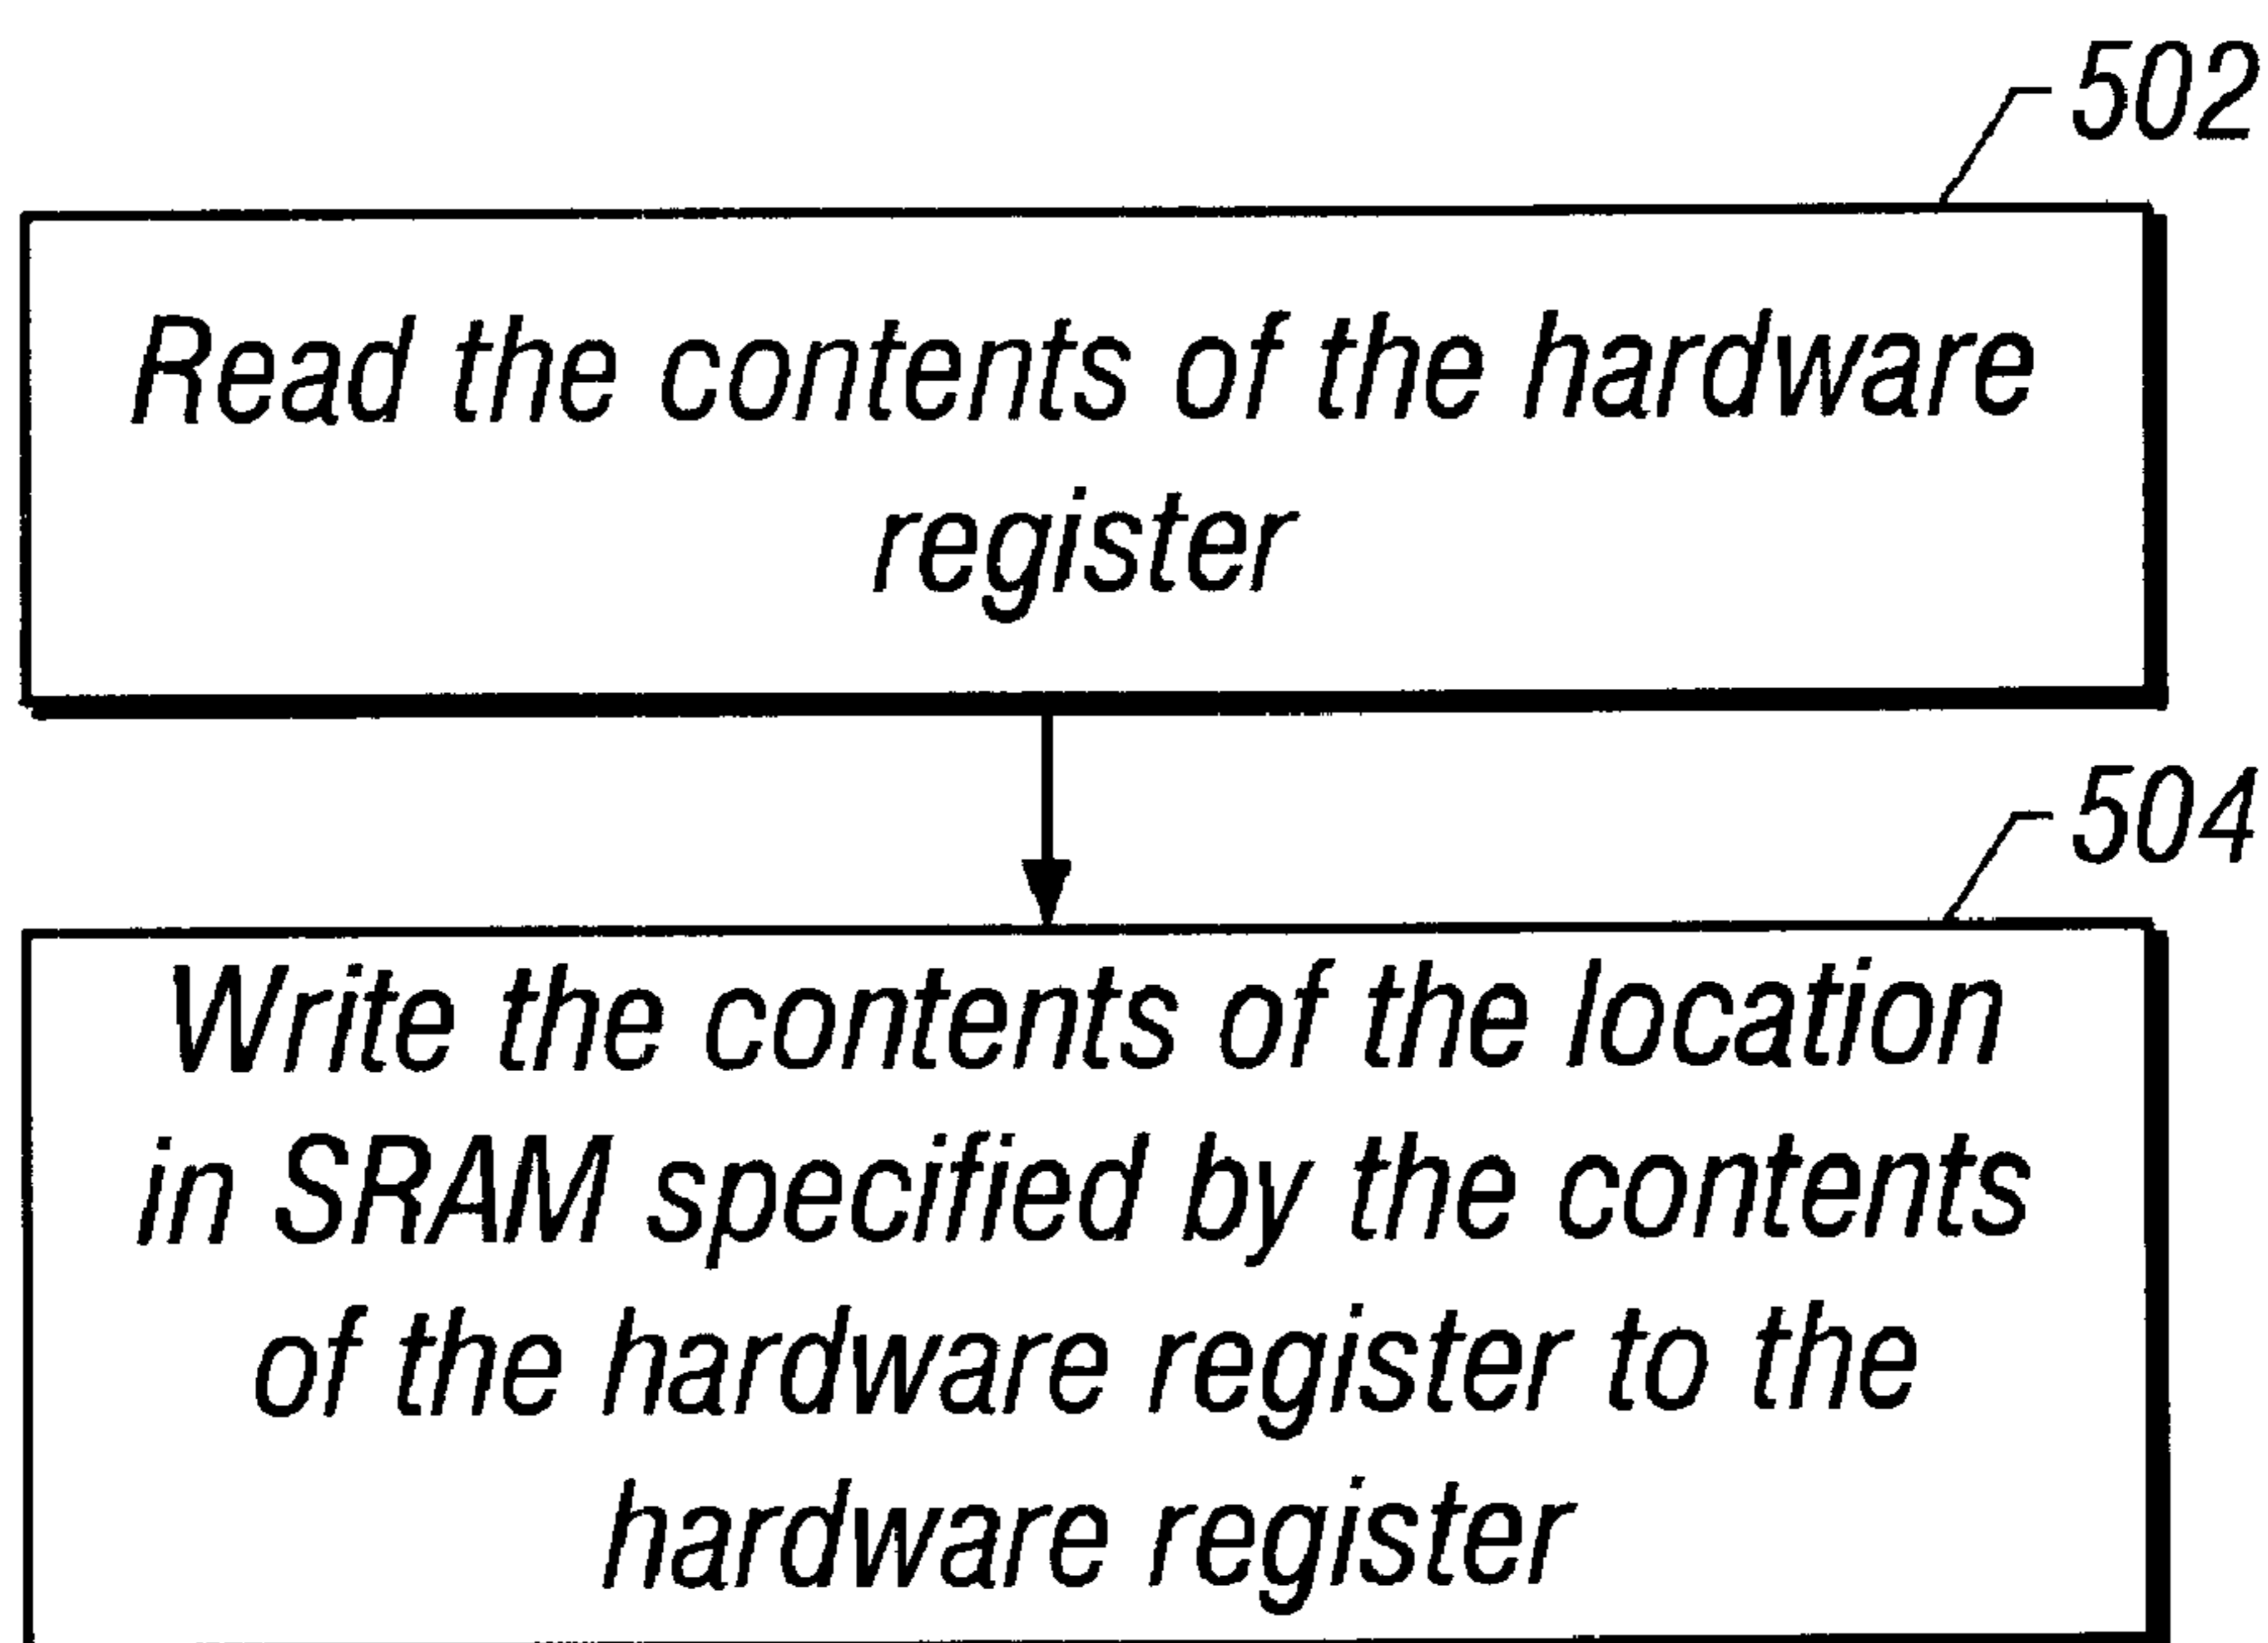 502
Read the contents of the hardware
register
504
Write the contents of the location
in SRAM specified by the contents
of the hardware register to the
hardware register